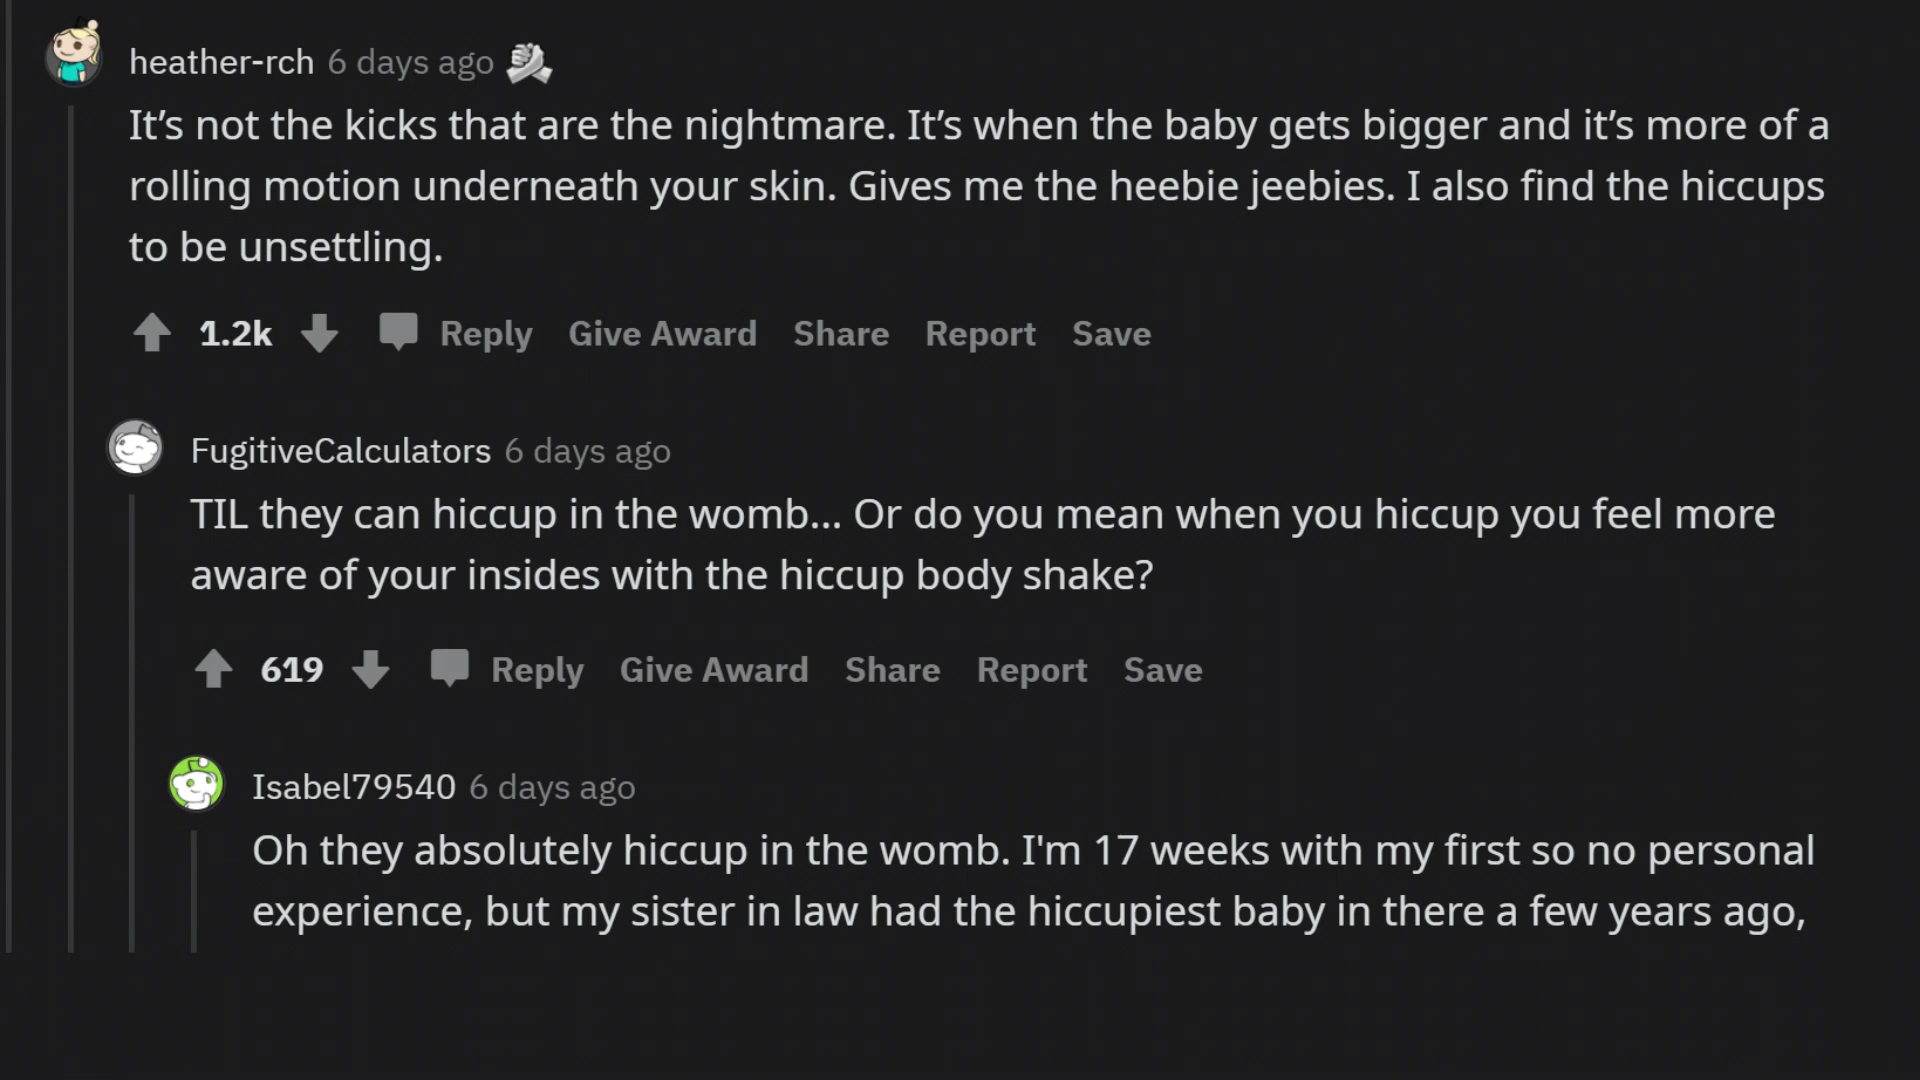 heather-rch 6 days ago
It’s not the kicks that are the nightmare. It’s when the baby gets bigger and it’s more of a
rolling motion underneath your skin. Gives me the heebie jeebies. I also find the hiccups
to be unsettling.
1.2k Reply Give Award Share Report Save
FugitiveCalculators 6 days ago
TIL they can hiccup in the womb... Or do you mean when you hiccup you feel more
aware of your insides with the hiccup body shake?
619 Reply Give Award Share Report Save
Isabel79540 6 days ago
Oh they absolutely hiccup in the womb. I'm 17 weeks with my first so no personal
experience, but my sister in law had the hiccupiest baby in there a few years ago,